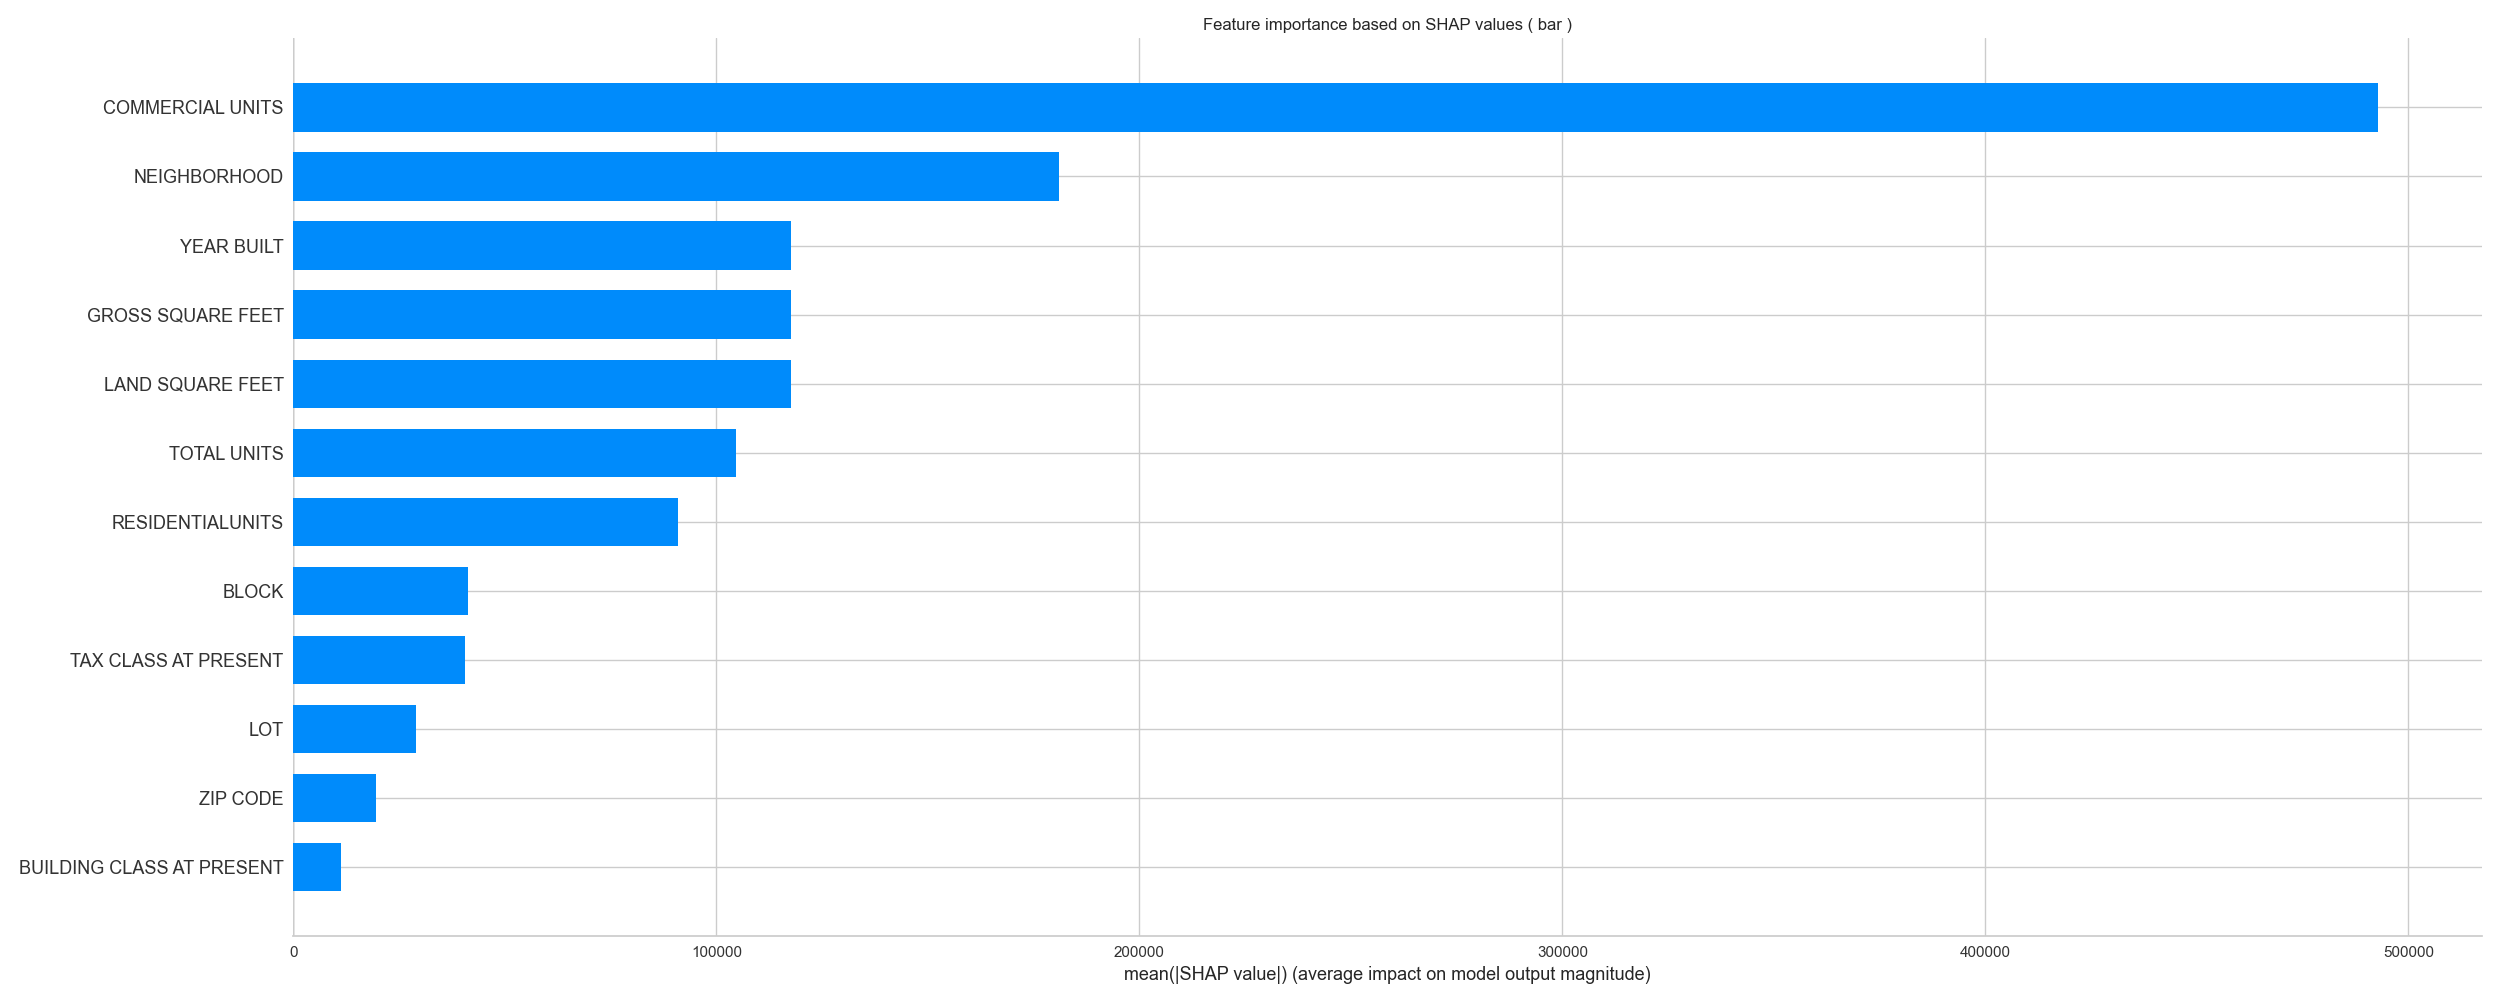 Feature importance based on SHAP values ( bar )
COMMERCIAL UNITS
NEIGHBORHOOD
YEAR BUILT
GROSS SQUARE FEET
LAND SQUARE FEET
TOTAL UNITS
RESIDENTIALUNITS
BLOCK
TAX CLASS AT PRESENT
LOT
ZIP CODE
BUILDING CLASS AT PRESENT
0 100000 200000 300000 400000 500000
mean(|SHAP value|) (average impact on model output magnitude)